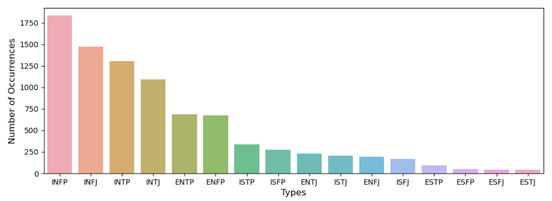 Number of Occurrences
1750
1500
1250
1000
750
500
250
0
INFP INFJ INTP INTJ ENTP ENFP ISTP ISFP ENTJ ISTJ ENFJ ISFJ ESTP ESFP ESFJ ESTJ
Types